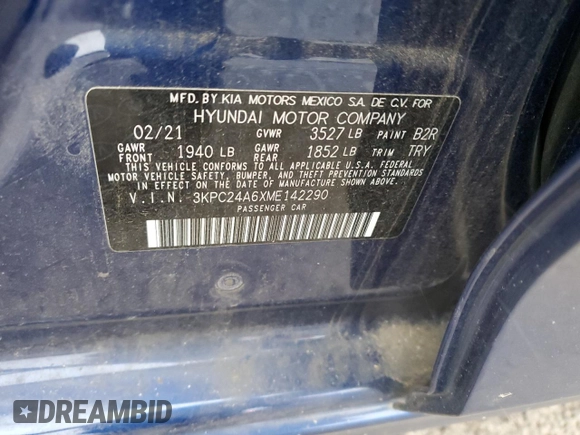 MFD. BY KIA MOTORS MEXICO S.A. DE C.V. FOR
HYUNDAI MOTOR COMPANY
02/21 GVWR 3527 LB PAINT B2R
GAWR FRONT 1940 LB GAWR REAR 1852 LB TRIM TRY
THIS VEHICLE CONFORMS TO ALL APPLICABLE U.S.A. FEDERAL
MOTOR VEHICLE SAFETY, BUMPER, AND THEFT PREVENTION
STANDARDS IN EFFECT ON THE DATE OF MANUFACTURE SHOWN ABOVE.
V.I.N. 3KPC24A6XME142290
PASSENGER CAR
DREAMBID